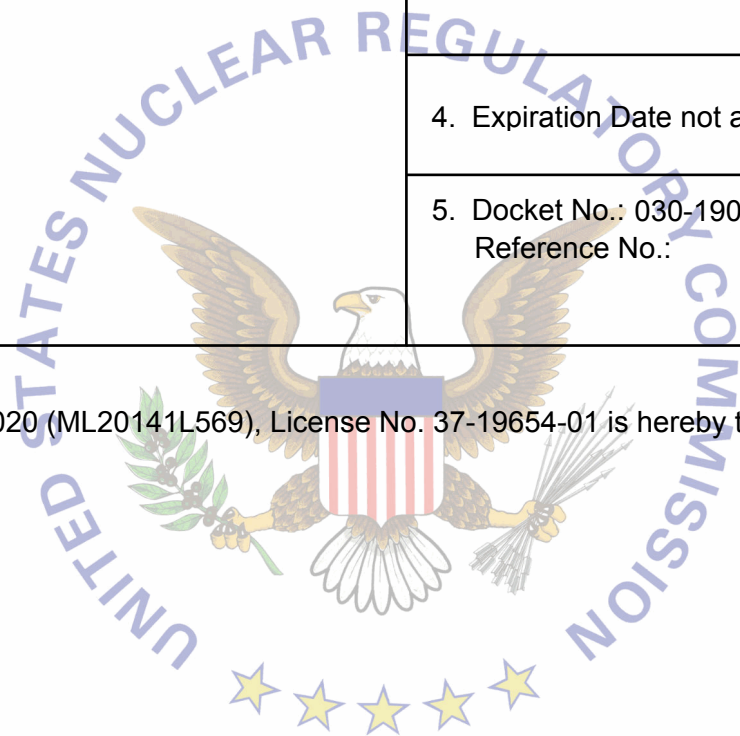 UNITED STATES NUCLEAR REGULATORY COMMISSION
4. Expiration Date not a
5. Docket No.: 030-190
Reference No.:
020 (ML20141L569), License No. 37-19654-01 is hereby t